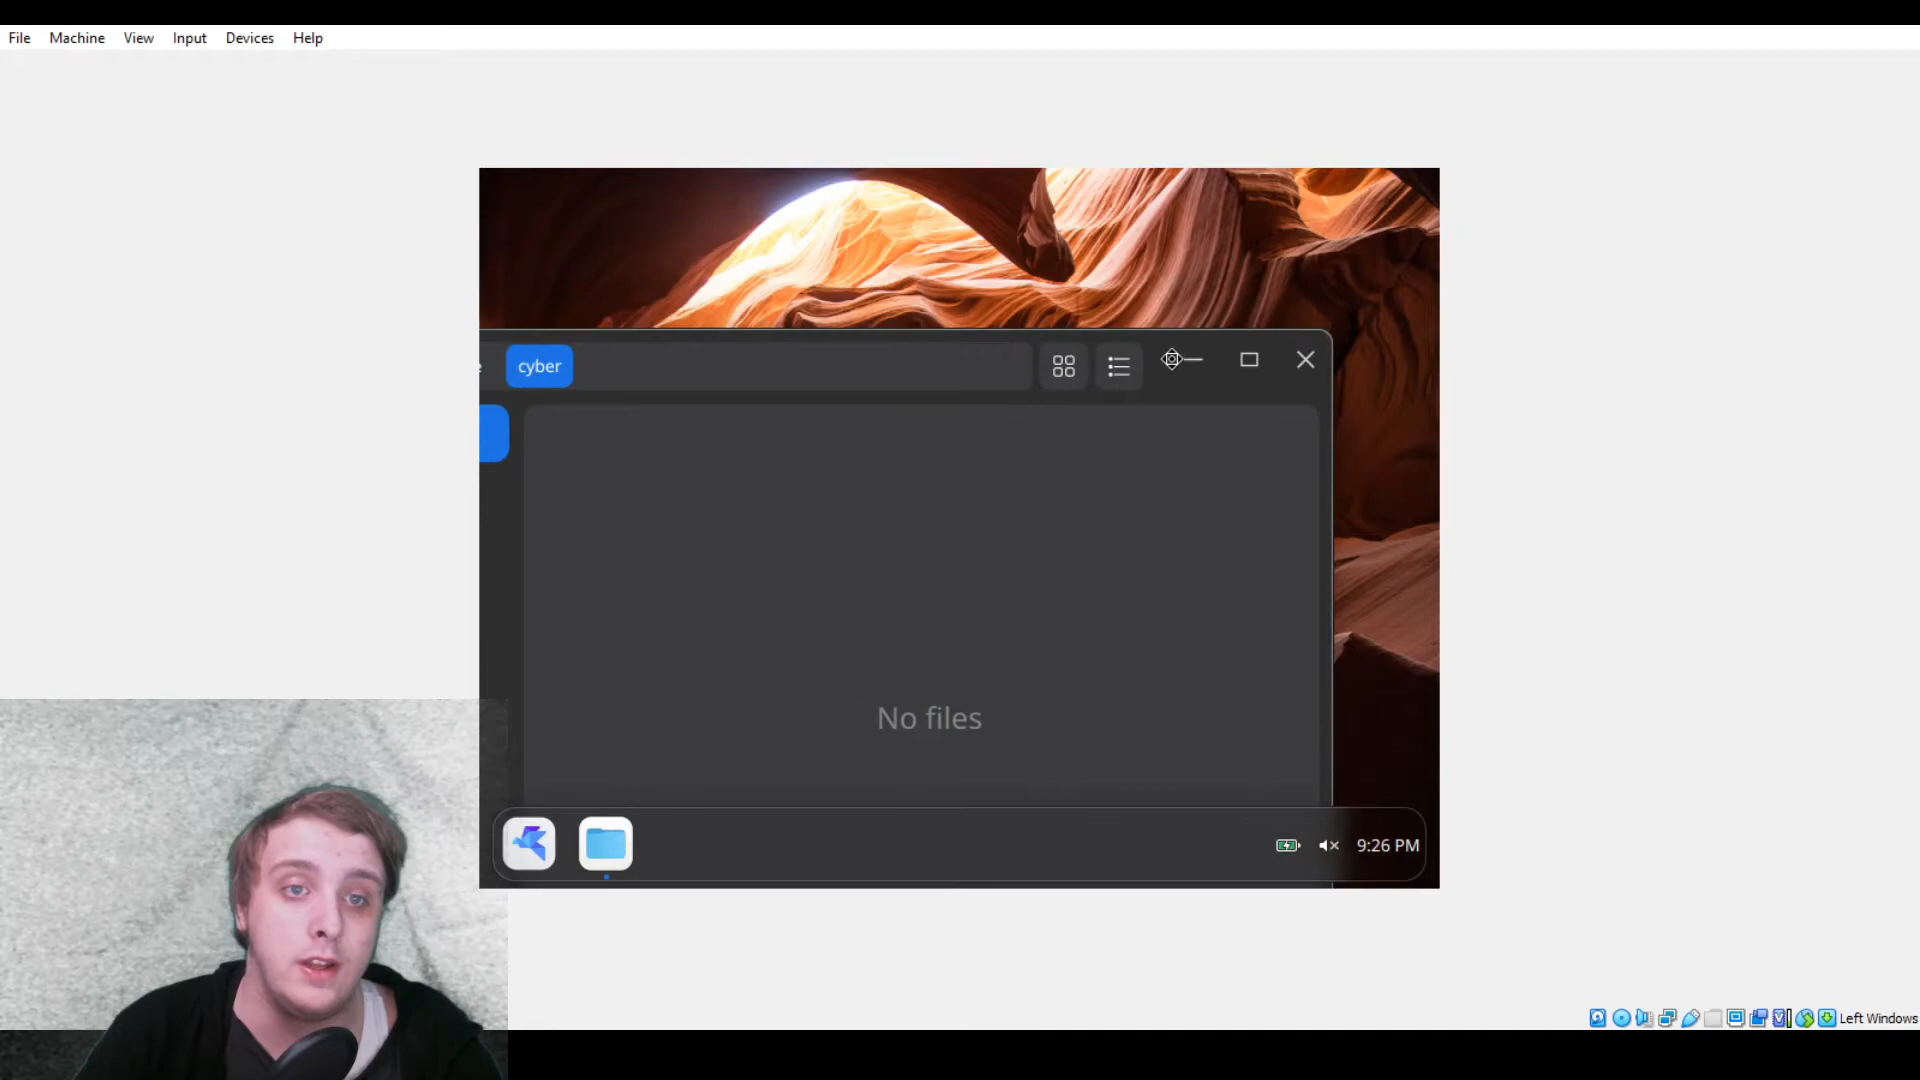 File Machine View Input Devices Help
cyber
No files
9:26 PM
Left Windows